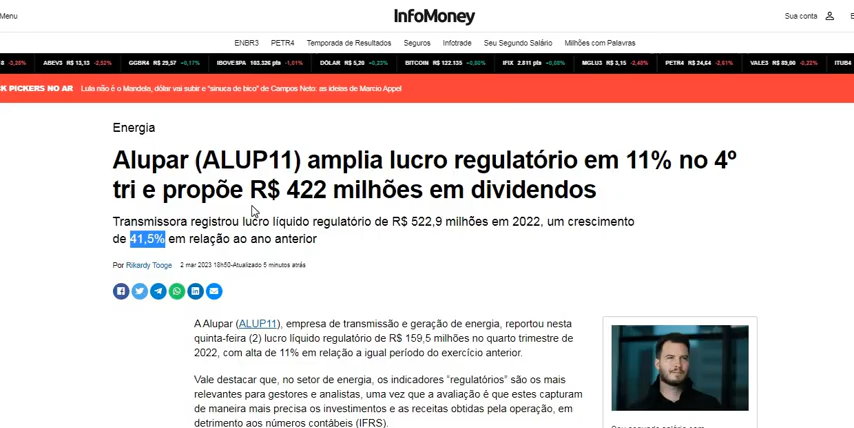 Menu
InfoMoney
Sua conta
ENBR3 PETR4 Temporada de Resultados Seguros Infotrade Seu Segundo Salário Milhões com Palavras
-3,28% ABEV3 R$ 13,13 -2,52% GGBR4 R$ 29,57 +0,17% IBOVESPA 103.326 pts -1,01% DÓLAR R$ 5,20 +0,23% BITCOIN R$ 122.135 +0,80% IFIX 2.811 pts +0,08% MGLU3 R$ 3,15 -2,48% PETR4 R$ 24,64 -2,61% VALE3 R$ 89,00 -0,22% ITUB4
CK PICKERS NO AR Lula não é o Mandela, dólar vai subir e "sinuca de bico" de Campos Neto: as ideias de Marcio Appel
Energia
Alupar (ALUP11) amplia lucro regulatório em 11% no 4º
tri e propõe R$ 422 milhões em dividendos
Transmissora registrou lucro líquido regulatório de R$ 522,9 milhões em 2022, um crescimento
de 41,5% em relação ao ano anterior
Por Rikardy Tooge 2 mar 2023 18h50-Atualizado 5 minutos atrás
A Alupar (ALUP11), empresa de transmissão e geração de energia, reportou nesta
quinta-feira (2) lucro líquido regulatório de R$ 159,5 milhões no quarto trimestre de
2022, com alta de 11% em relação a igual período do exercício anterior.
Vale destacar que, no setor de energia, os indicadores "regulatórios" são os mais
relevantes para gestores e analistas, uma vez que a avaliação é que estes capturam
de maneira mais precisa os investimentos e as receitas obtidas pela operação, em
detrimento aos números contábeis (IFRS).